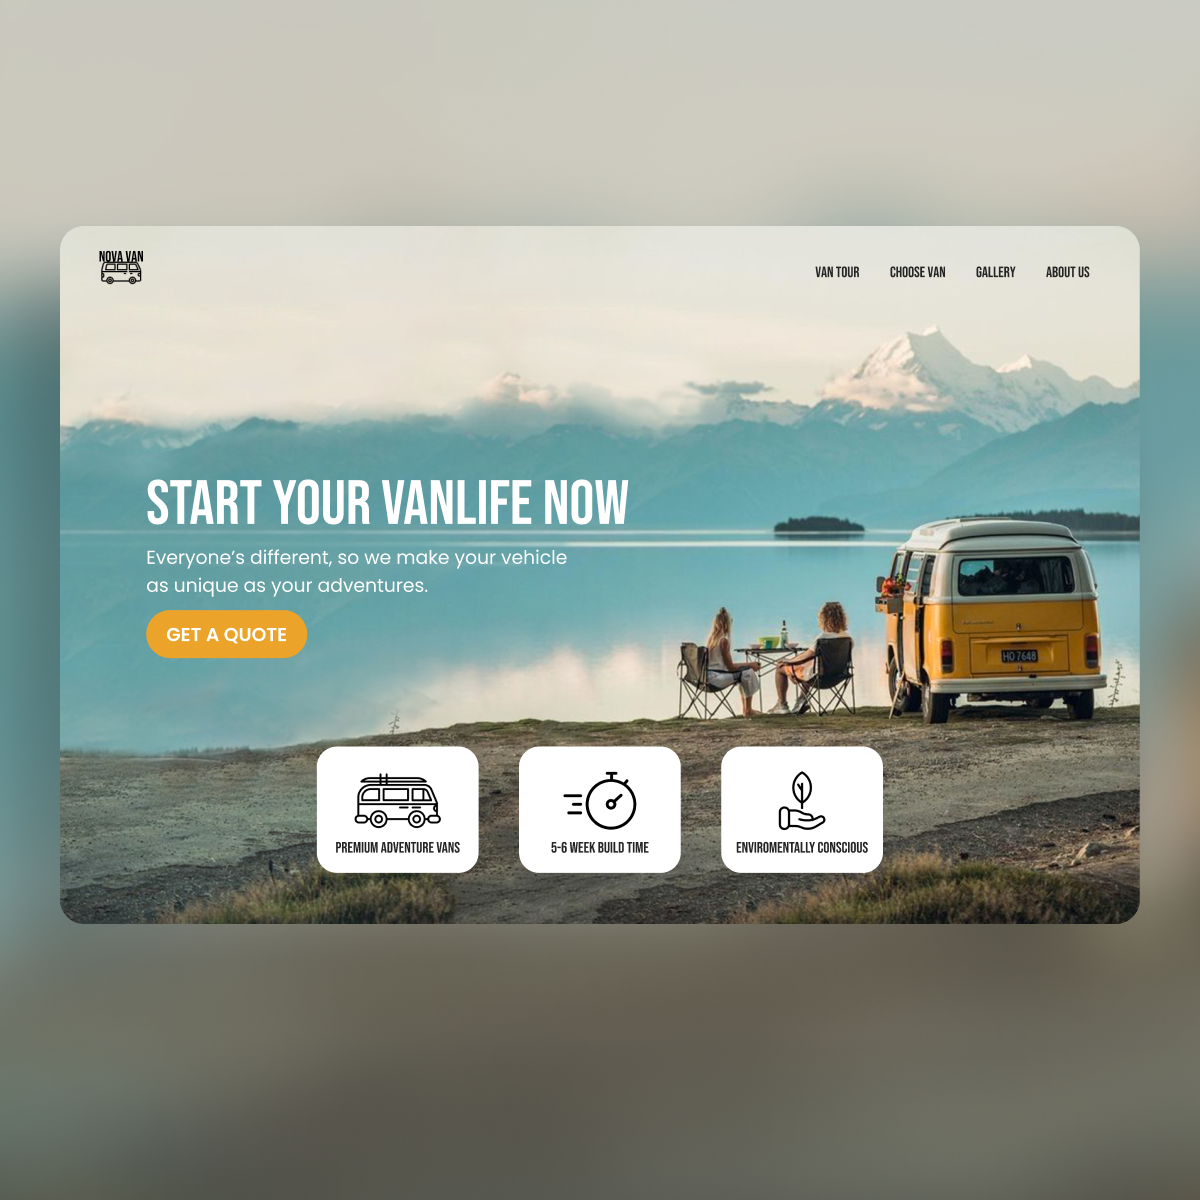 NOVA VAN
VAN TOUR CHOOSE VAN GALLERY ABOUT US
START YOUR VANLIFE NOW
Everyone’s different, so we make your vehicle
as unique as your adventures.
GET A QUOTE
HO 7648
PREMIUM ADVENTURE VANS
5-6 WEEK BUILD TIME
ENVIROMENTALLY CONSCIOUS